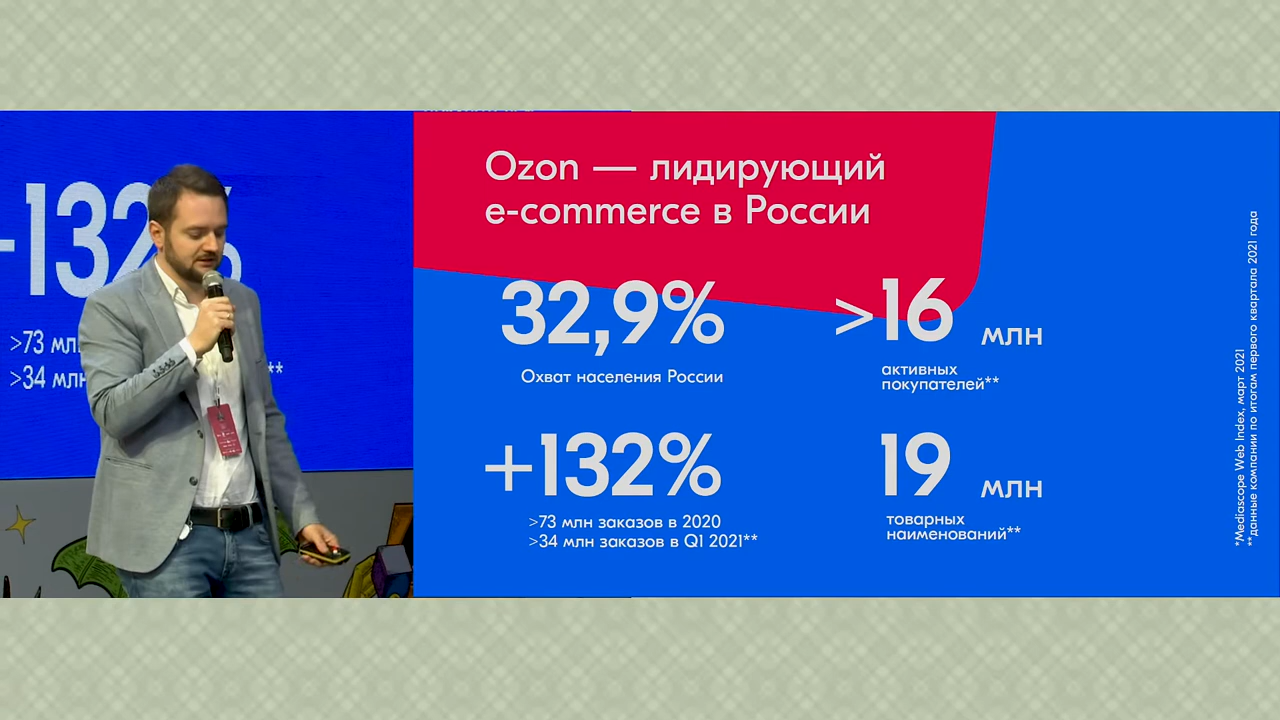 -132%
>73 мл
>34 млн
**
Ozon — лидирующий
e-commerce в России
32,9%
Охват населения России
>16 млн
активных
покупателей**
+132%
>73 млн заказов в 2020
>34 млн заказов в Q1 2021**
19 млн
товарных
наименований**
*Mediascope Web Index, март 2021
**данные компании по итогам первого квартала 2021 года